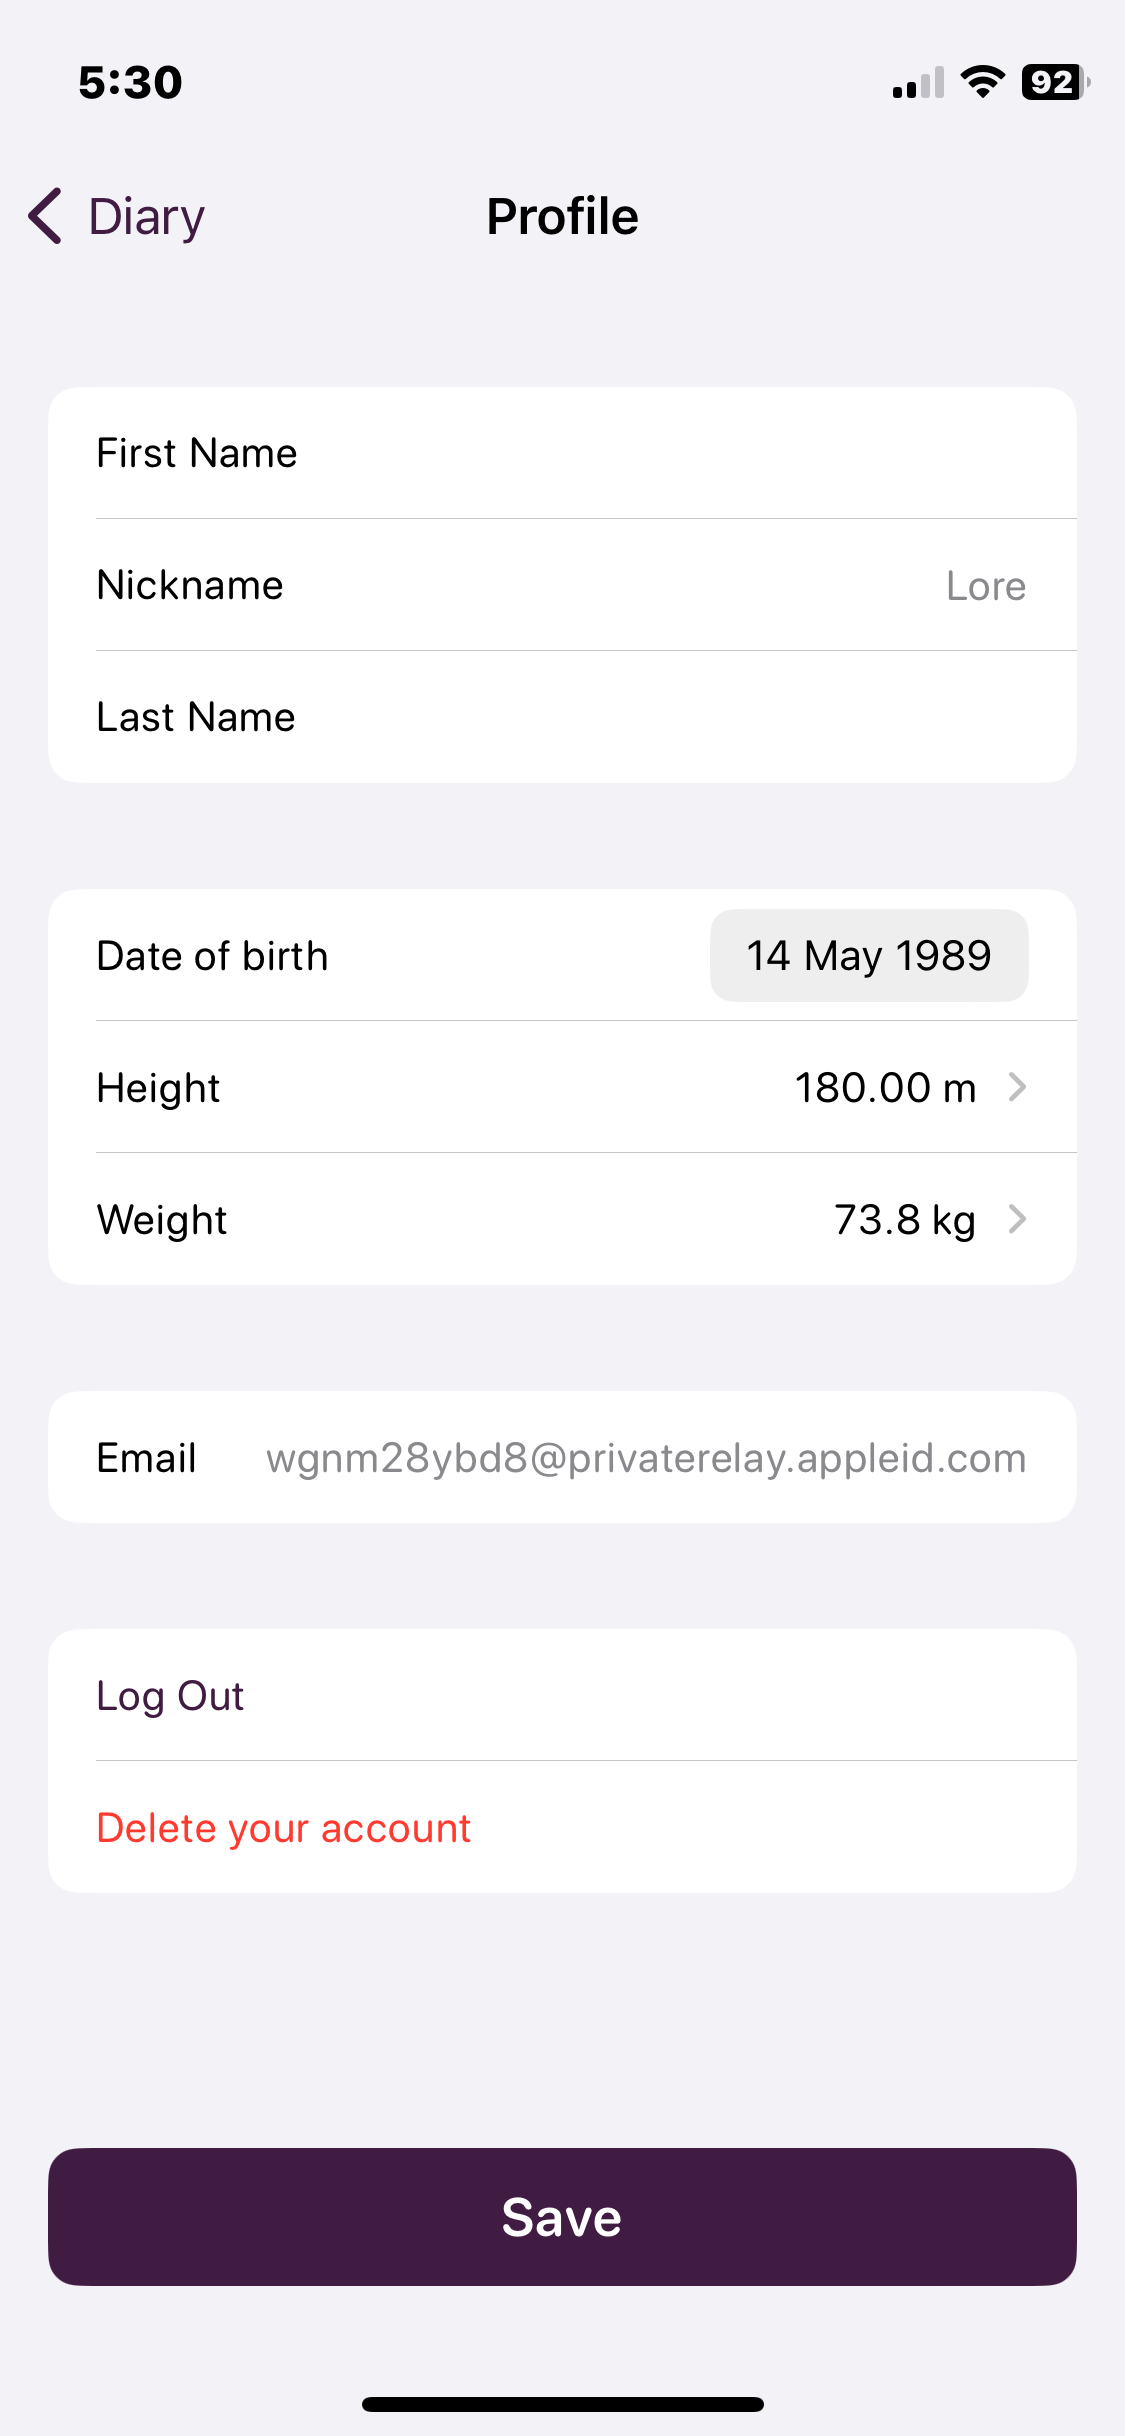 5:30
92
Diary
Profile
First Name
Nickname Lore
Last Name
Date of birth 14 May 1989
Height 180.00 m
Weight 73.8 kg
Email wgnm28ybd8@privaterelay.appleid.com
Log Out
Delete your account
Save